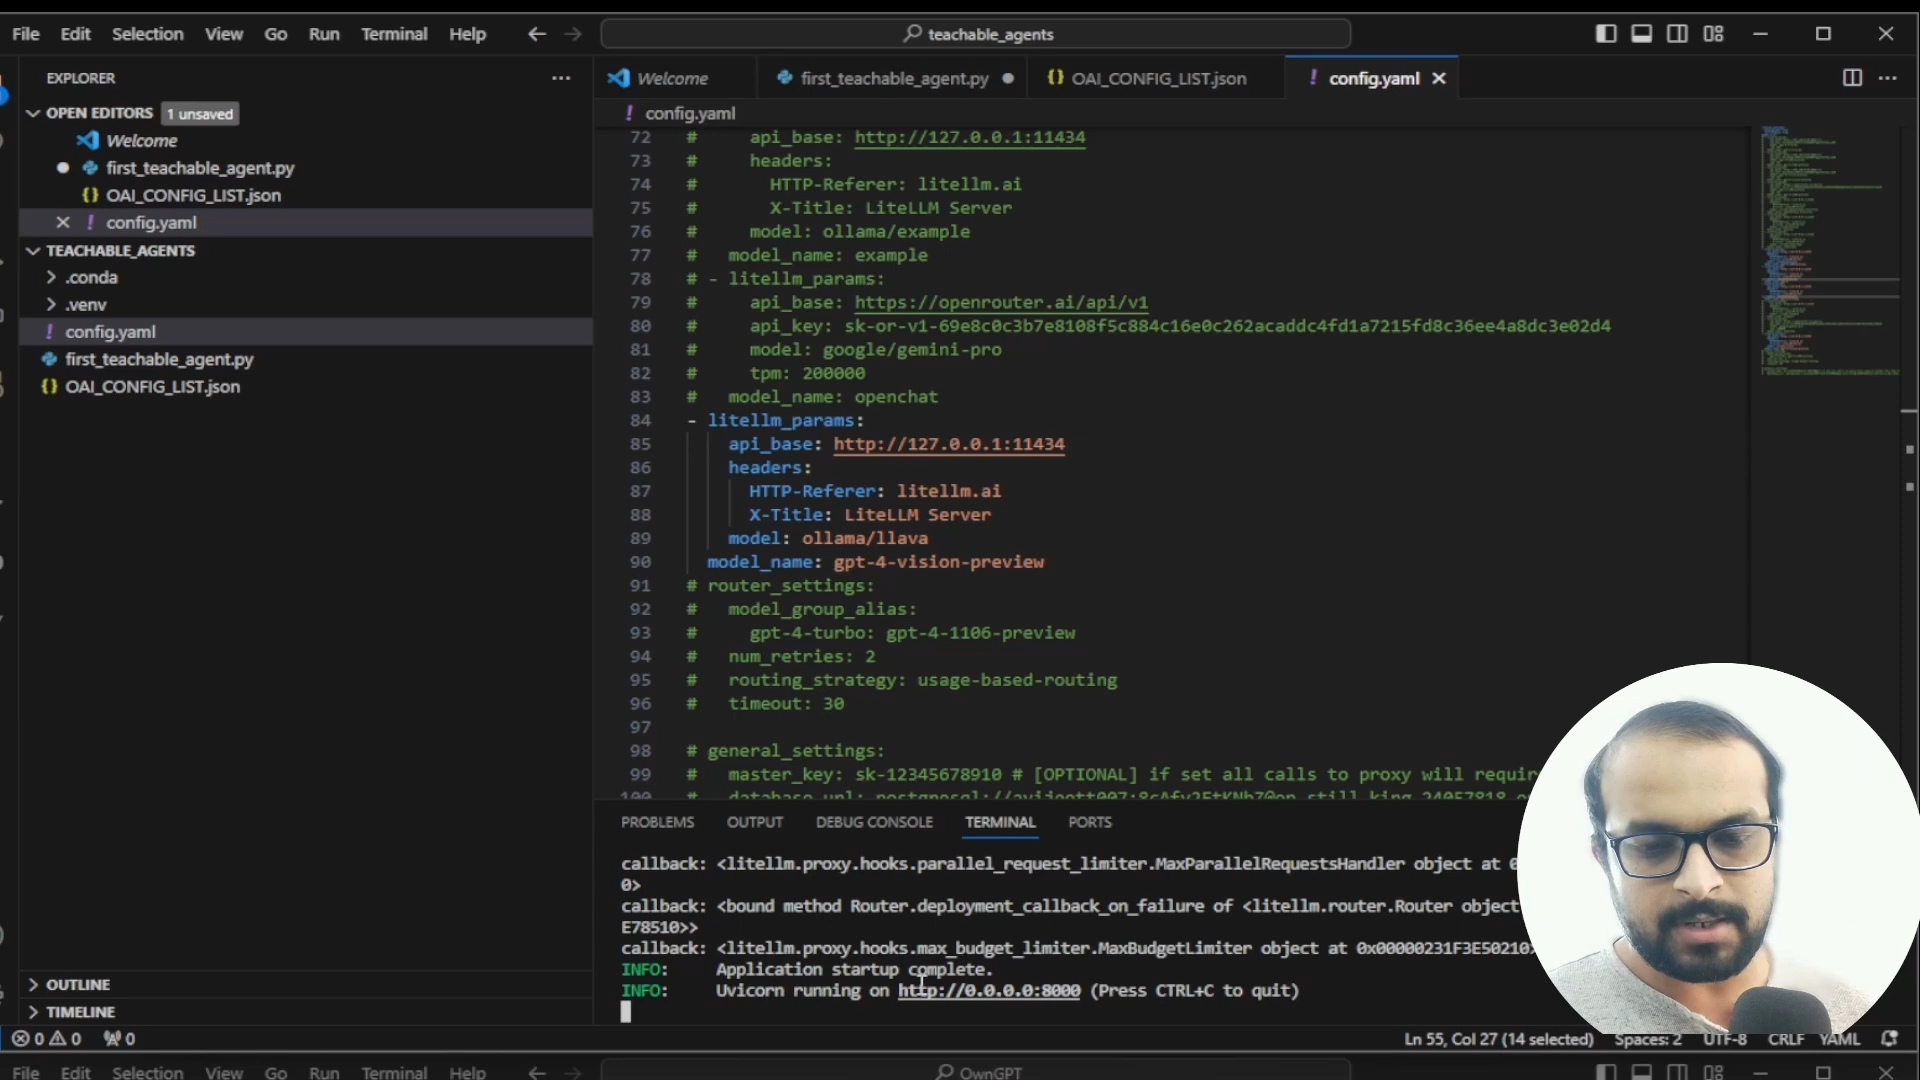 File Edit Selection View Go Run Terminal Help
teachable_agents
EXPLORER
OPEN EDITORS 1 unsaved
Welcome
first_teachable_agent.py
OAI_CONFIG_LIST.json
config.yaml
TEACHABLE_AGENTS
.conda
.venv
config.yaml
first_teachable_agent.py
OAI_CONFIG_LIST.json
OUTLINE
TIMELINE
Welcome first_teachable_agent.py OAI_CONFIG_LIST.json config.yaml
config.yaml
72 # api_base: http://127.0.0.1:11434
73 # headers:
74 # HTTP-Referer: litellm.ai
75 # X-Title: LiteLLM Server
76 # model: ollama/example
77 # model_name: example
78 # - litellm_params:
79 # api_base: https://openrouter.ai/api/v1
80 # api_key: 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
81 # model: google/gemini-pro
82 # tpm: 200000
83 # model_name: openchat
84 - litellm_params:
85 api_base: http://127.0.0.1:11434
86 headers:
87 HTTP-Referer: litellm.ai
88 X-Title: LiteLLM Server
89 model: ollama/llava
90 model_name: gpt-4-vision-preview
91 # router_settings:
92 # model_group_alias:
93 # gpt-4-turbo: gpt-4-1106-preview
94 # num_retries: 2
95 # routing_strategy: usage-based-routing
96 # timeout: 30
97
98 # general_settings:
99 # master_key: sk-12345678910 # [OPTIONAL] if set all calls to proxy will requir
100 # database_url:
PROBLEMS OUTPUT DEBUG CONSOLE TERMINAL PORTS
callback: <litellm.proxy.hooks.parallel_request_limiter.MaxParallelRequestsHandler object at 0
0>
callback: <bound method Router.deployment_callback_on_failure of <litellm.router.Router object
E78510>>
callback: <litellm.proxy.hooks.max_budget_limiter.MaxBudgetLimiter object at 0x00000231F3E50210>
INFO: Application startup complete.
INFO: Uvicorn running on http://0.0.0.0:8000 (Press CTRL+C to quit)
0 0 0 Ln 55, Col 27 (14 selected) Spaces: 2 UTF-8 CRLF YAML
File Edit Selection View Go Run Terminal Help
OwnGPT